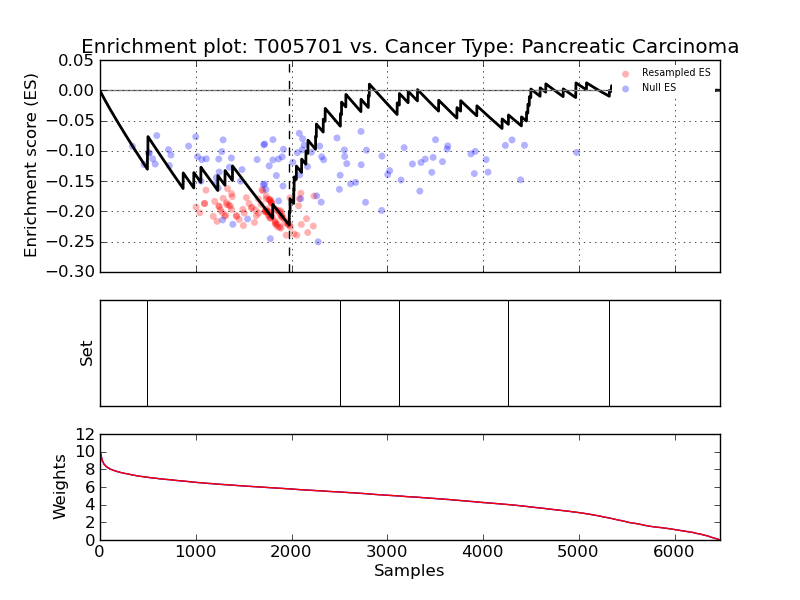 Enrichment plot: T005701 vs. Cancer Type: Pancreatic Carcinoma
Enrichment score (ES)
0.05
0.00
−0.05
−0.10
−0.15
−0.20
−0.25
−0.30
Resampled ES
Null ES
Set
Weights
12
10
8
6
4
2
0
0 1000 2000 3000 4000 5000 6000
Samples